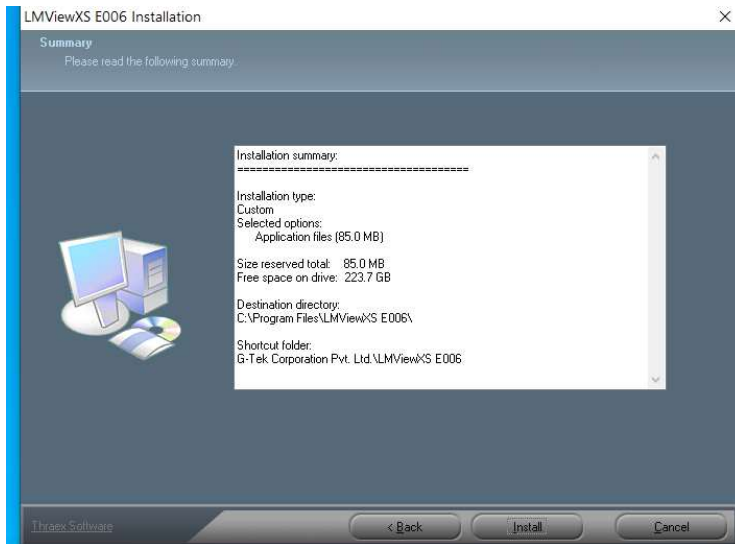 LMViewXS E006 Installation
Summary
Please read the following summary.
Installation summary:
=====================================
Installation type:
Custom
Selected options:
Application files (85.0 MB)
Size reserved total: 85.0 MB
Free space on drive: 223.7 GB
Destination directory:
C:\Program Files\LMViewXS E006\
Shortcut folder:
G-Tek Corporation Pvt. Ltd.\LMViewXS E006
Thraex Software
< Back
Install
Cancel